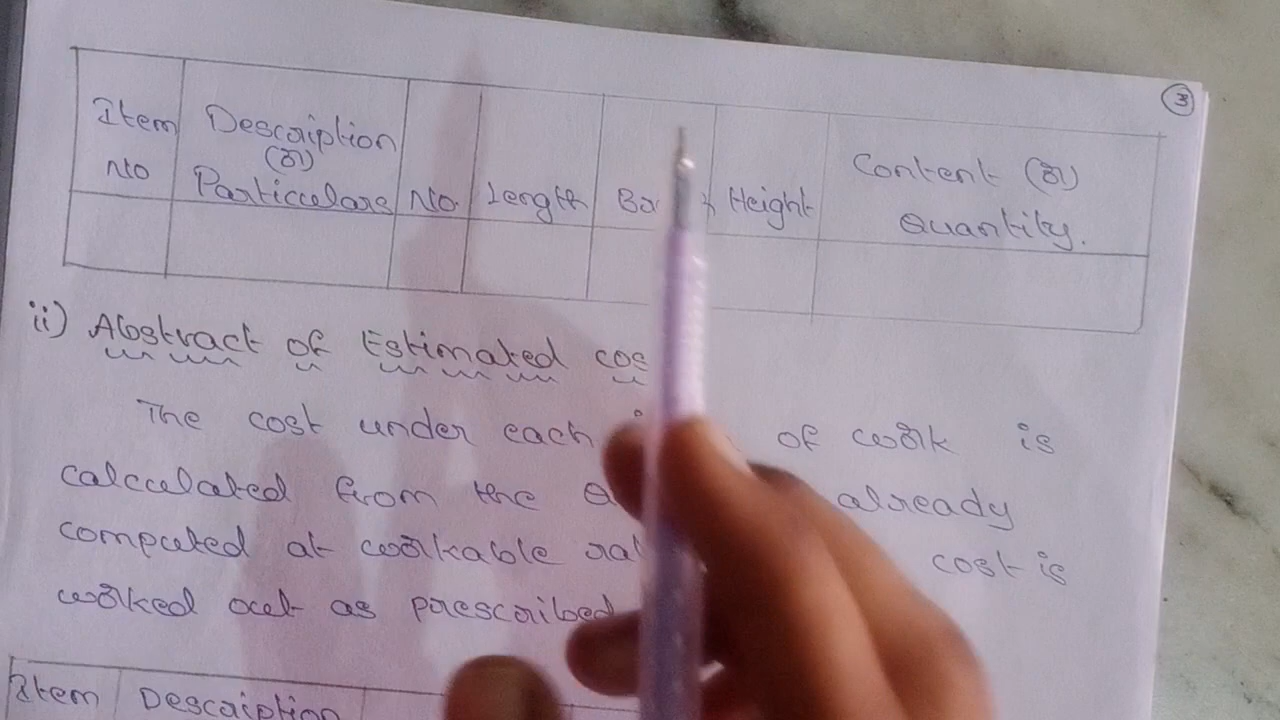 3
Item No
Description (or) Particulars
No.
Length
Height
Content (or) Quantity.
ii) Abstract of Estimated
The cost under each of work is
calculated from the already
computed at workable cost is
worked out as prescribed
Item Description